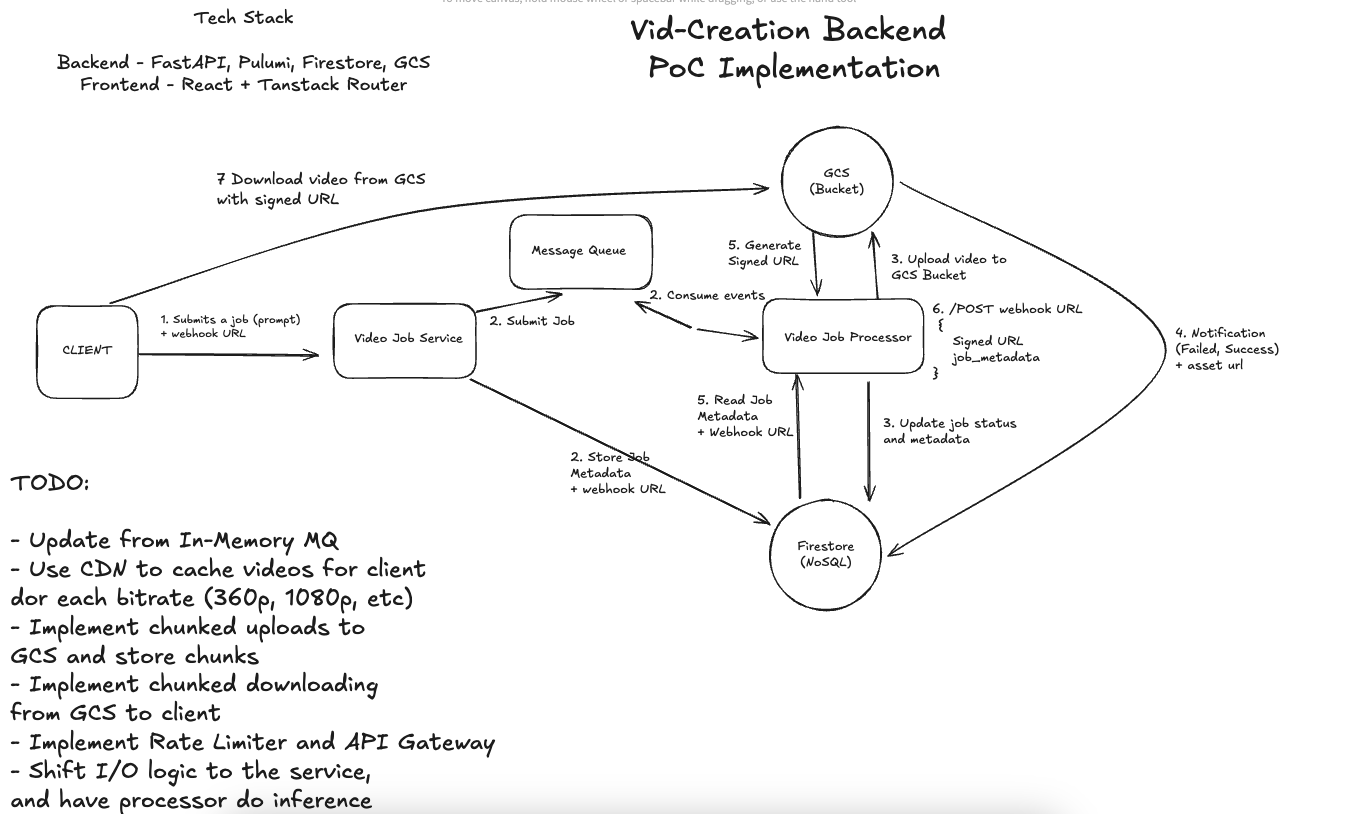 To move canvas, hold mouse wheel or spacebar while dragging, or use the hand tool
Tech Stack
Backend - FastAPI, Pulumi, Firestore, GCS
Frontend - React + Tanstack Router
Vid-Creation Backend
PoC Implementation
7 Download video from GCS
with signed URL
GCS
(Bucket)
Message Queue
5. Generate
Signed URL
3. Upload video to
GCS Bucket
2. Consume events
1. Submits a job (prompt)
+ webhook URL
2. Submit Job
CLIENT
Video Job Service
Video Job Processor
6. /POST webhook URL
{
Signed URL
job_metadata
}
4. Notification
(Failed, Success)
+ asset url
5. Read Job
Metadata
+ Webhook URL
3. Update job status
and metadata
2. Store Job
Metadata
+ webhook URL
Firestore
(NoSQL)
TODO:
- Update from In-Memory MQ
- Use CDN to cache videos for client
dor each bitrate (360p, 1080p, etc)
- Implement chunked uploads to
GCS and store chunks
- Implement chunked downloading
from GCS to client
- Implement Rate Limiter and API Gateway
- Shift I/O logic to the service,
and have processor do inference